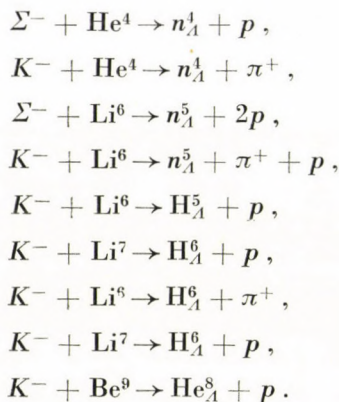 Σ⁻ + He⁴ → n⁴_Λ + p ,
K⁻ + He⁴ → n⁴_Λ + π⁺ ,
Σ⁻ + Li⁶ → n⁵_Λ + 2p ,
K⁻ + Li⁶ → n⁵_Λ + π⁺ + p ,
K⁻ + Li⁶ → H⁵_Λ + p ,
K⁻ + Li⁷ → H⁶_Λ + p ,
K⁻ + Li⁶ → H⁶_Λ + π⁺ ,
K⁻ + Li⁷ → H⁶_Λ + p ,
K⁻ + Be⁹ → He⁸_Λ + p .